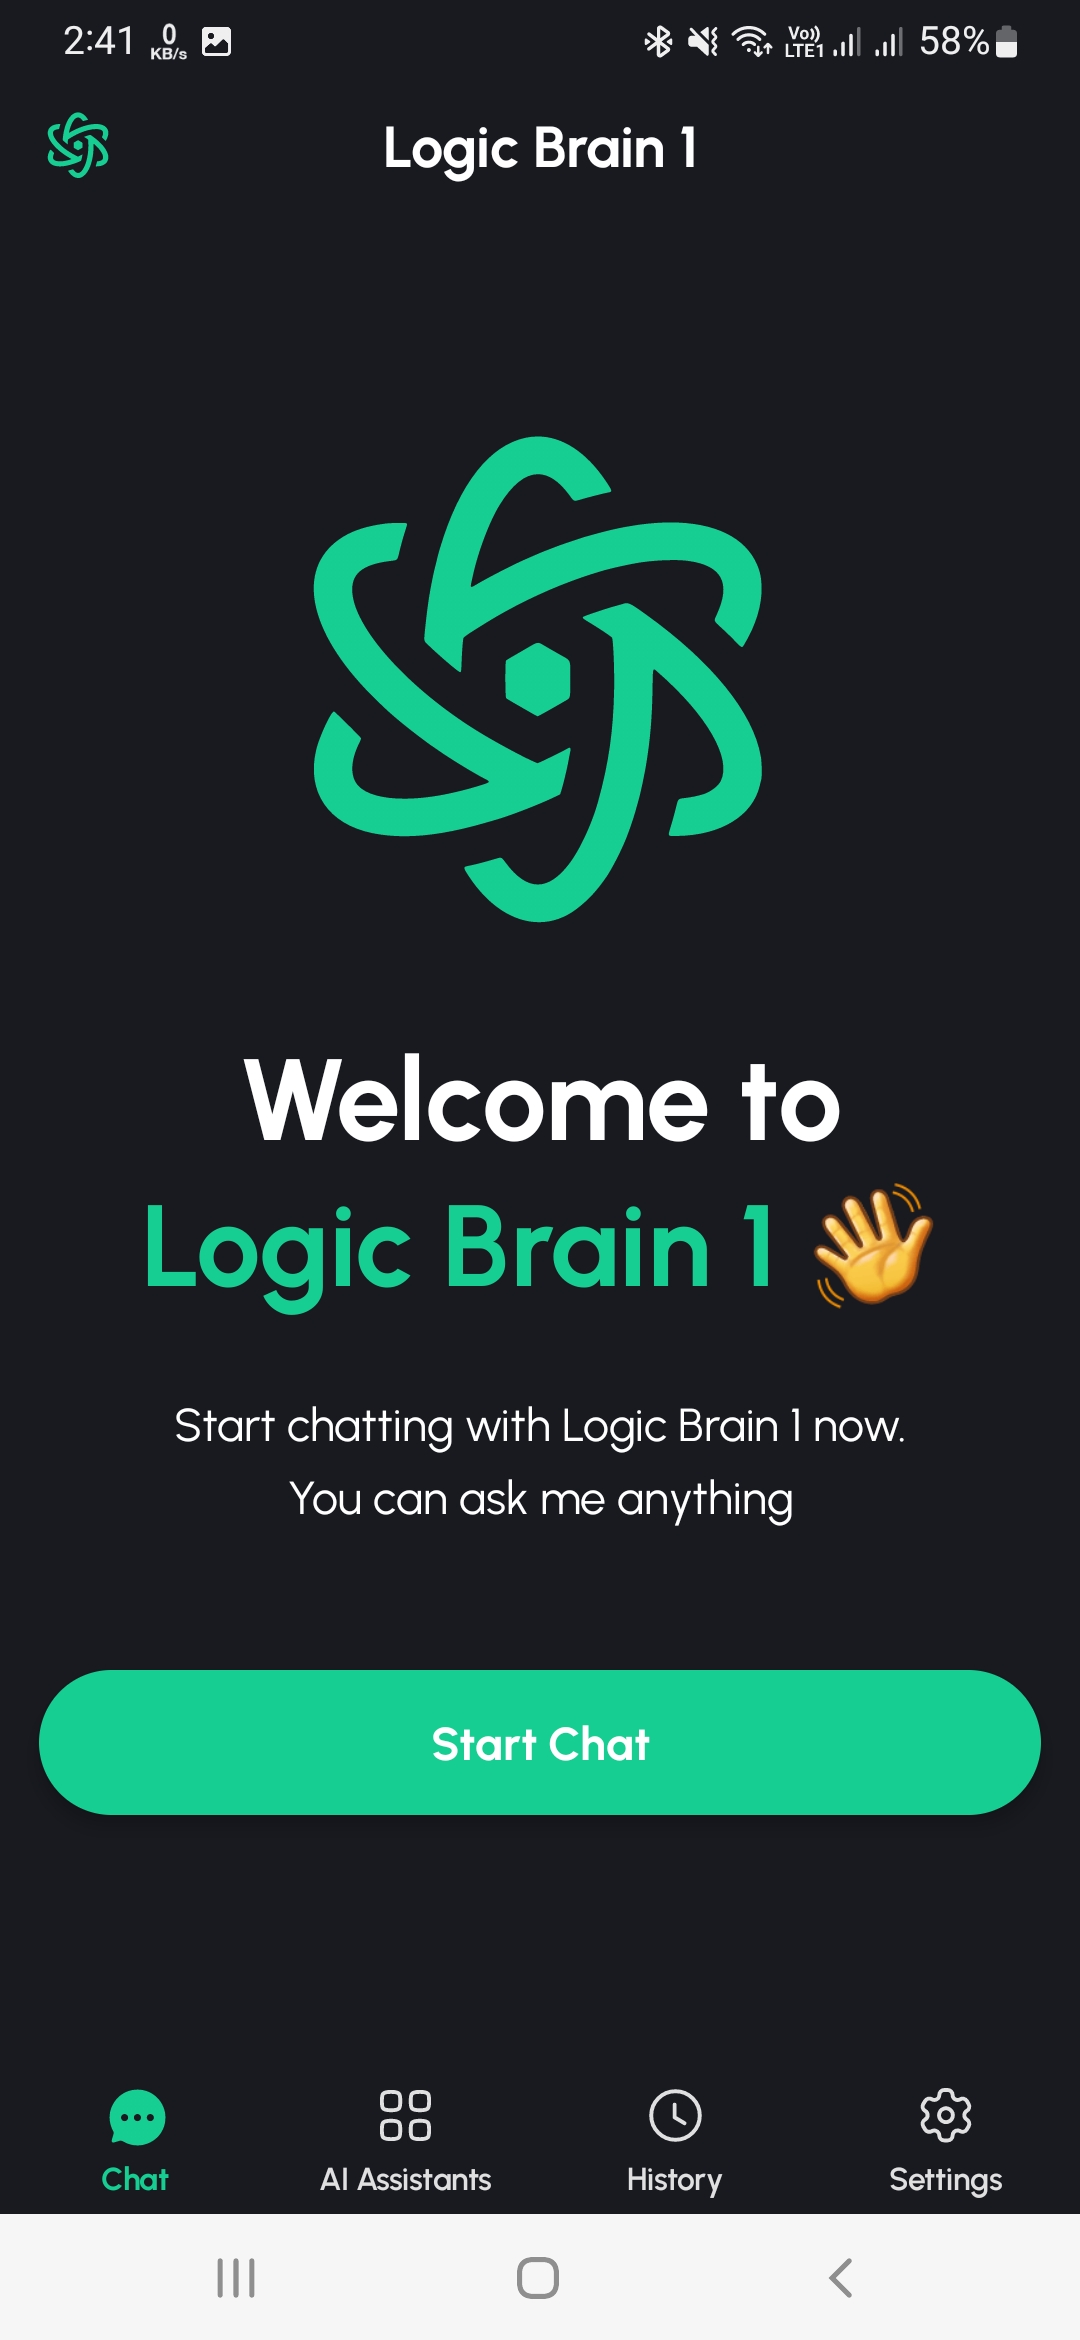 2:41 0 KB/s Vo)) LTE1 58%
Logic Brain 1
Welcome to
Logic Brain 1 👋
Start chatting with Logic Brain 1 now.
You can ask me anything
Start Chat
Chat AI Assistants History Settings